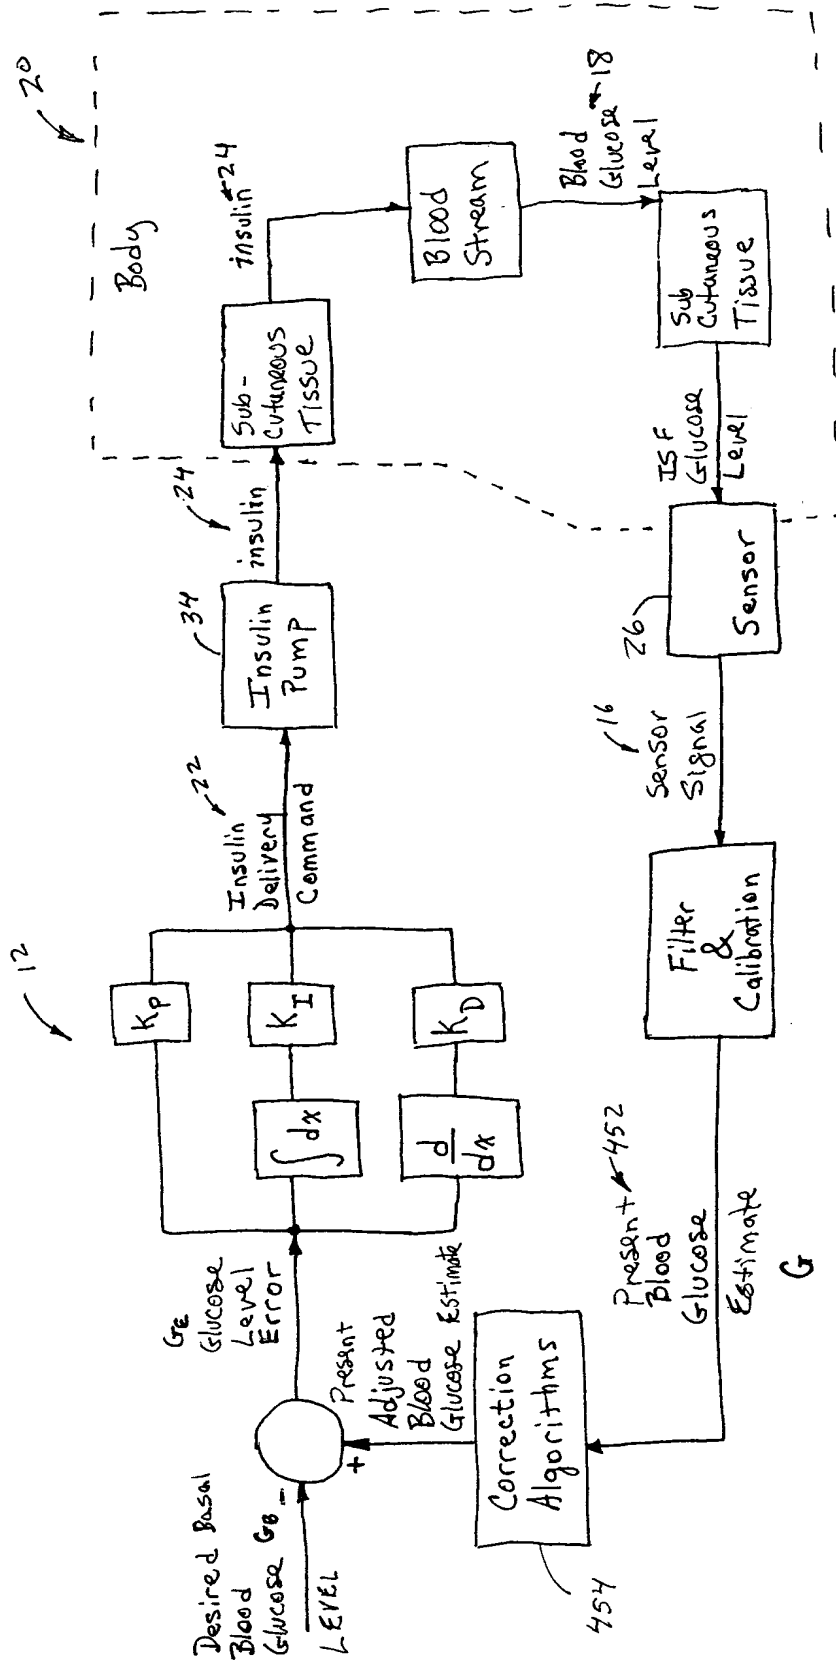 12
20
Body
Desired Basal
Blood
Glucose GB
LEVEL
-
+
GE
Glucose
Level
Error
KP
∫ dx
KI
d
dx
KD
22
Insulin
Delivery
Command
34
Insulin
Pump
24
insulin
Sub-
Cutaneous
Tissue
insulin 24
Blood
Stream
Blood
Glucose 18
Level
Sub
Cutaneous
Tissue
ISF
Glucose
Level
26
Sensor
16
Sensor
Signal
Filter
&
Calibration
Present 452
Blood
Glucose
Estimate
G
Correction
Algorithms
454
Present
Adjusted
Blood
Glucose Estimate